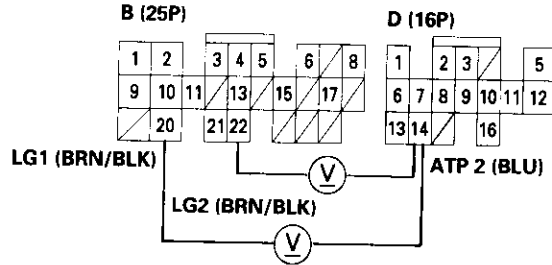 B (25P)
D (16P)
1 2 3 4 5 6 8
1 2 3 5
9 10 11 13 15 17
6 7 8 9 10 11 12
20 21 22
13 14 16
LG1 (BRN/BLK)
V
ATP 2 (BLU)
LG2 (BRN/BLK)
V